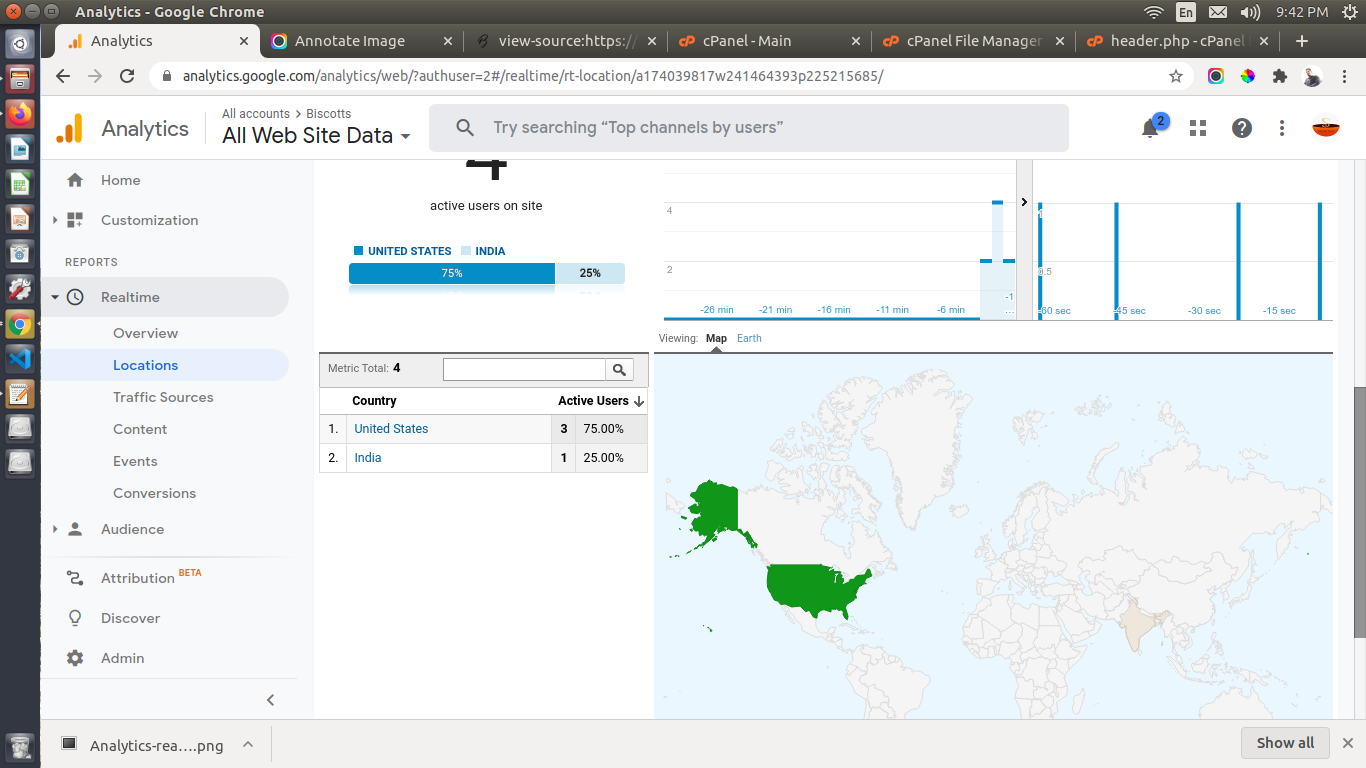 Analytics - Google Chrome
En
9:42 PM
Analytics
Annotate Image
view-source:https://
cPanel - Main
cPanel File Manager
header.php - cPanel
analytics.google.com/analytics/web/?authuser=2#/realtime/rt-location/a174039817w241464393p225215685/
Analytics
All accounts > Biscotts
All Web Site Data
Try searching “Top channels by users”
2
Home
Customization
REPORTS
Realtime
Overview
Locations
Traffic Sources
Content
Events
Conversions
Audience
Attribution BETA
Discover
Admin
4
active users on site
UNITED STATES
INDIA
75%
25%
4
2
-26 min
-21 min
-16 min
-11 min
-6 min
-1
...
1
0.5
-60 sec
-45 sec
-30 sec
-15 sec
Viewing: Map Earth
Metric Total: 4
Country
Active Users
1. United States 3 75.00%
2. India 1 25.00%
Analytics-rea....png
Show all